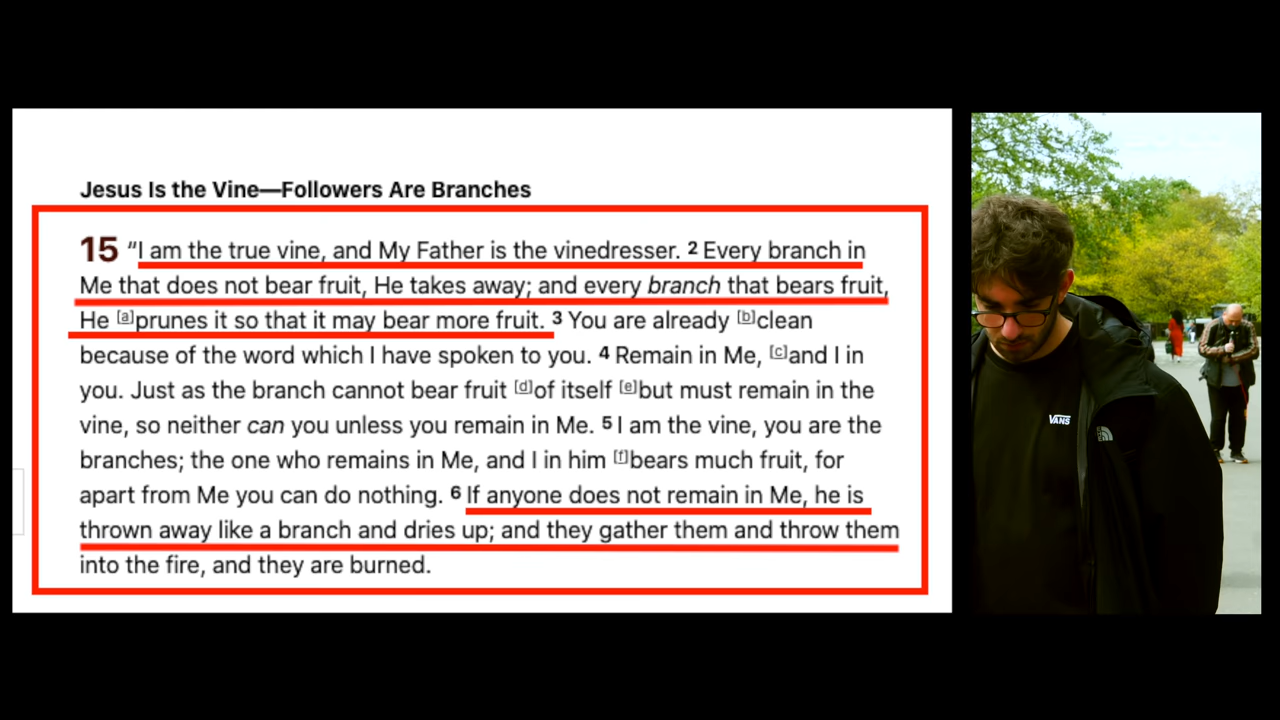 Jesus Is the Vine—Followers Are Branches
15 “I am the true vine, and My Father is the vinedresser. 2 Every branch in
Me that does not bear fruit, He takes away; and every branch that bears fruit,
He [a]prunes it so that it may bear more fruit. 3 You are already [b]clean
because of the word which I have spoken to you. 4 Remain in Me, [c]and I in
you. Just as the branch cannot bear fruit [d]of itself [e]but must remain in the
vine, so neither can you unless you remain in Me. 5 I am the vine, you are the
branches; the one who remains in Me, and I in him [f]bears much fruit, for
apart from Me you can do nothing. 6 If anyone does not remain in Me, he is
thrown away like a branch and dries up; and they gather them and throw them
into the fire, and they are burned.
VANS